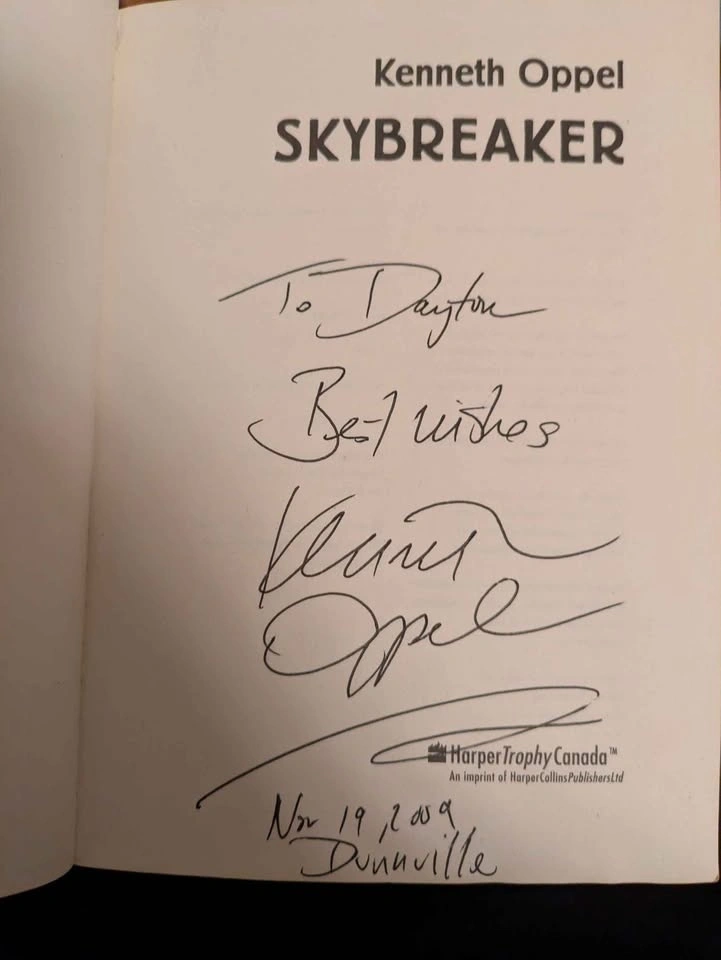 Kenneth Oppel
SKYBREAKER
To Dayton
Best wishes
Kenneth
Oppel
HarperTrophyCanada™
An imprint of HarperCollinsPublishersLtd
Nov 19, 2009
Dunnville